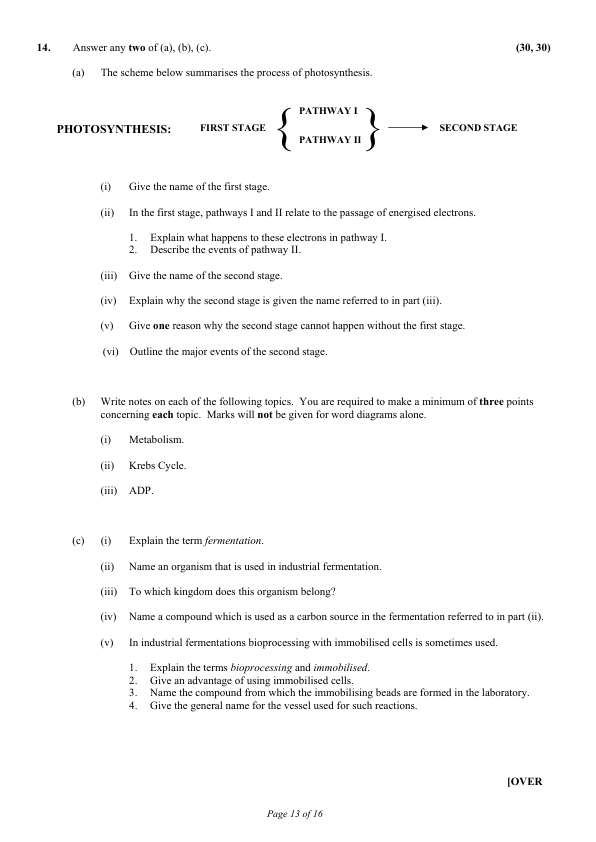 14. Answer any two of (a), (b), (c). (30, 30)
(a) The scheme below summarises the process of photosynthesis.
PATHWAY I
PHOTOSYNTHESIS: FIRST STAGE { } SECOND STAGE
PATHWAY II
(i) Give the name of the first stage.
(ii) In the first stage, pathways I and II relate to the passage of energised electrons.
1. Explain what happens to these electrons in pathway I.
2. Describe the events of pathway II.
(iii) Give the name of the second stage.
(iv) Explain why the second stage is given the name referred to in part (iii).
(v) Give one reason why the second stage cannot happen without the first stage.
(vi) Outline the major events of the second stage.
(b) Write notes on each of the following topics. You are required to make a minimum of three points
concerning each topic. Marks will not be given for word diagrams alone.
(i) Metabolism.
(ii) Krebs Cycle.
(iii) ADP.
(c) (i) Explain the term fermentation.
(ii) Name an organism that is used in industrial fermentation.
(iii) To which kingdom does this organism belong?
(iv) Name a compound which is used as a carbon source in the fermentation referred to in part (ii).
(v) In industrial fermentations bioprocessing with immobilised cells is sometimes used.
1. Explain the terms bioprocessing and immobilised.
2. Give an advantage of using immobilised cells.
3. Name the compound from which the immobilising beads are formed in the laboratory.
4. Give the general name for the vessel used for such reactions.
[OVER
Page 13 of 16